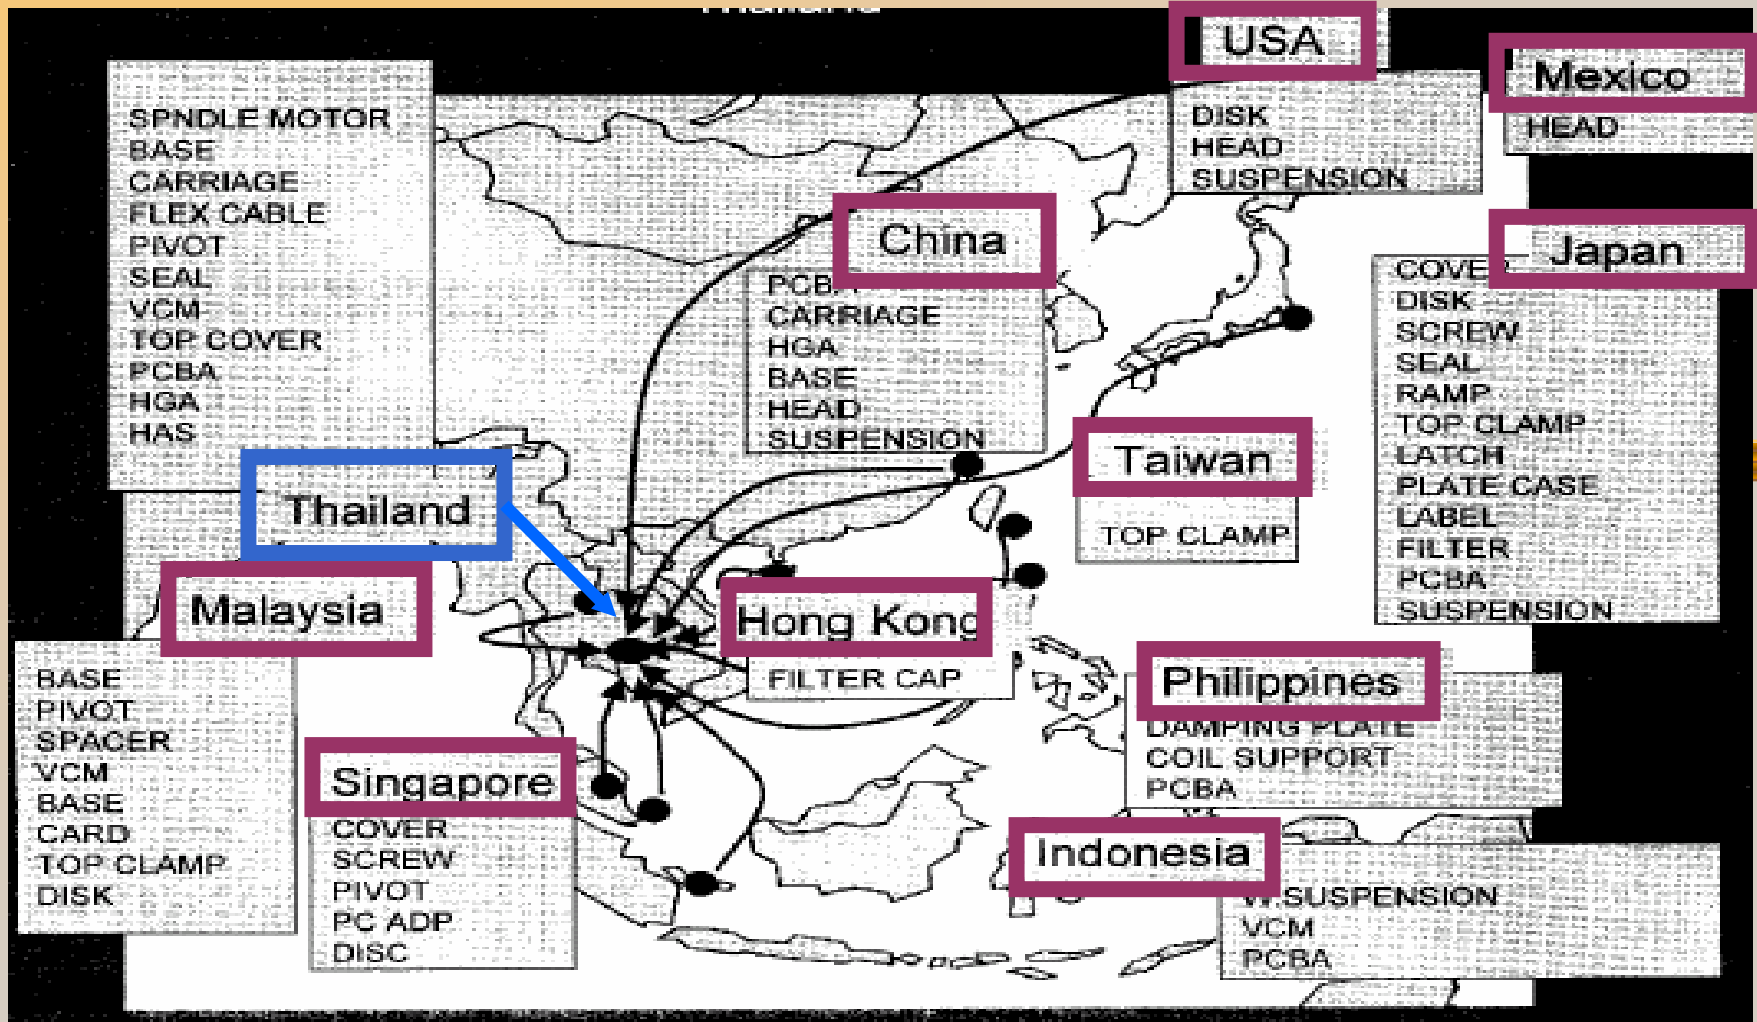 USA
DISK
HEAD
SUSPENSION
Mexico
HEAD
SPNDLE MOTOR
BASE
CARRIAGE
FLEX CABLE
PIVOT
SEAL
VCM
TOP COVER
PCBA
HGA
HAS
Thailand
China
CARRIAGE
HGA
BASE
HEAD
SUSPENSION
Japan
DISK
SCREW
SEAL
RAMP
TOP CLAMP
LATCH
PLATE CASE
LABEL
FILTER
PCBA
SUSPENSION
Taiwan
TOP CLAMP
Malaysia
BASE
PIVOT
SPACER
VCM
BASE
CARD
TOP CLAMP
DISK
Hong Kong
FILTER CAP
Philippines
DAMPING PLATE
COIL SUPPORT
PCBA
Singapore
COVER
SCREW
PIVOT
PC ADP
DISC
Indonesia
W.SUSPENSION
VCM
PCBA